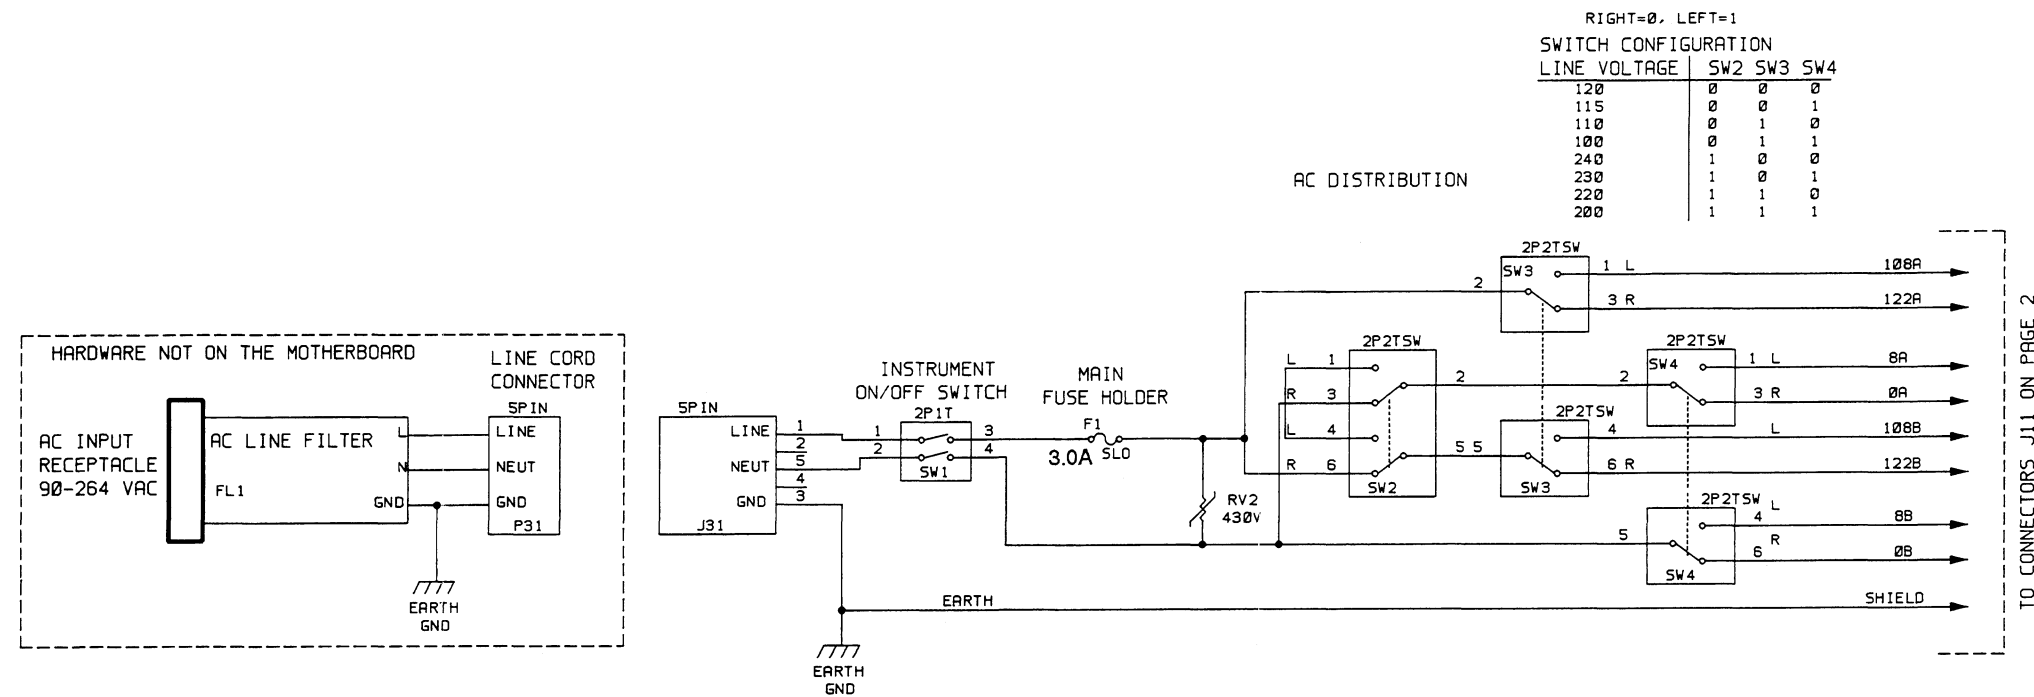 RIGHT=0, LEFT=1
SWITCH CONFIGURATION
LINE VOLTAGE SW2 SW3 SW4
120 0 0 0
115 0 0 1
110 0 1 0
100 0 1 1
240 1 0 0
230 1 0 1
220 1 1 0
200 1 1 1
AC DISTRIBUTION
HARDWARE NOT ON THE MOTHERBOARD
LINE CORD
CONNECTOR
5PIN
AC INPUT
RECEPTACLE
90-264 VAC
AC LINE FILTER
FL1
L
N
GND
LINE
NEUT
GND
P31
EARTH
GND
5PIN
LINE
NEUT
GND
J31
1
2
5
4
3
EARTH
GND
INSTRUMENT
ON/OFF SWITCH
2P1T
1
2
3
4
SW1
MAIN
FUSE HOLDER
F1
3.0A SLO
RV2
430V
2P2TSW
L 1
R 3
L 4
R 6
2
5
SW2
2P2TSW
SW3
2
1 L
3 R
108A
122A
2P2TSW
SW4
2
1 L
3 R
8A
0A
2P2TSW
5
4
L
6 R
SW3
108B
122B
2P2TSW
5
4
L
R
6
SW4
8B
0B
EARTH
SHIELD
TO CONNECTORS J11 ON PAGE 2